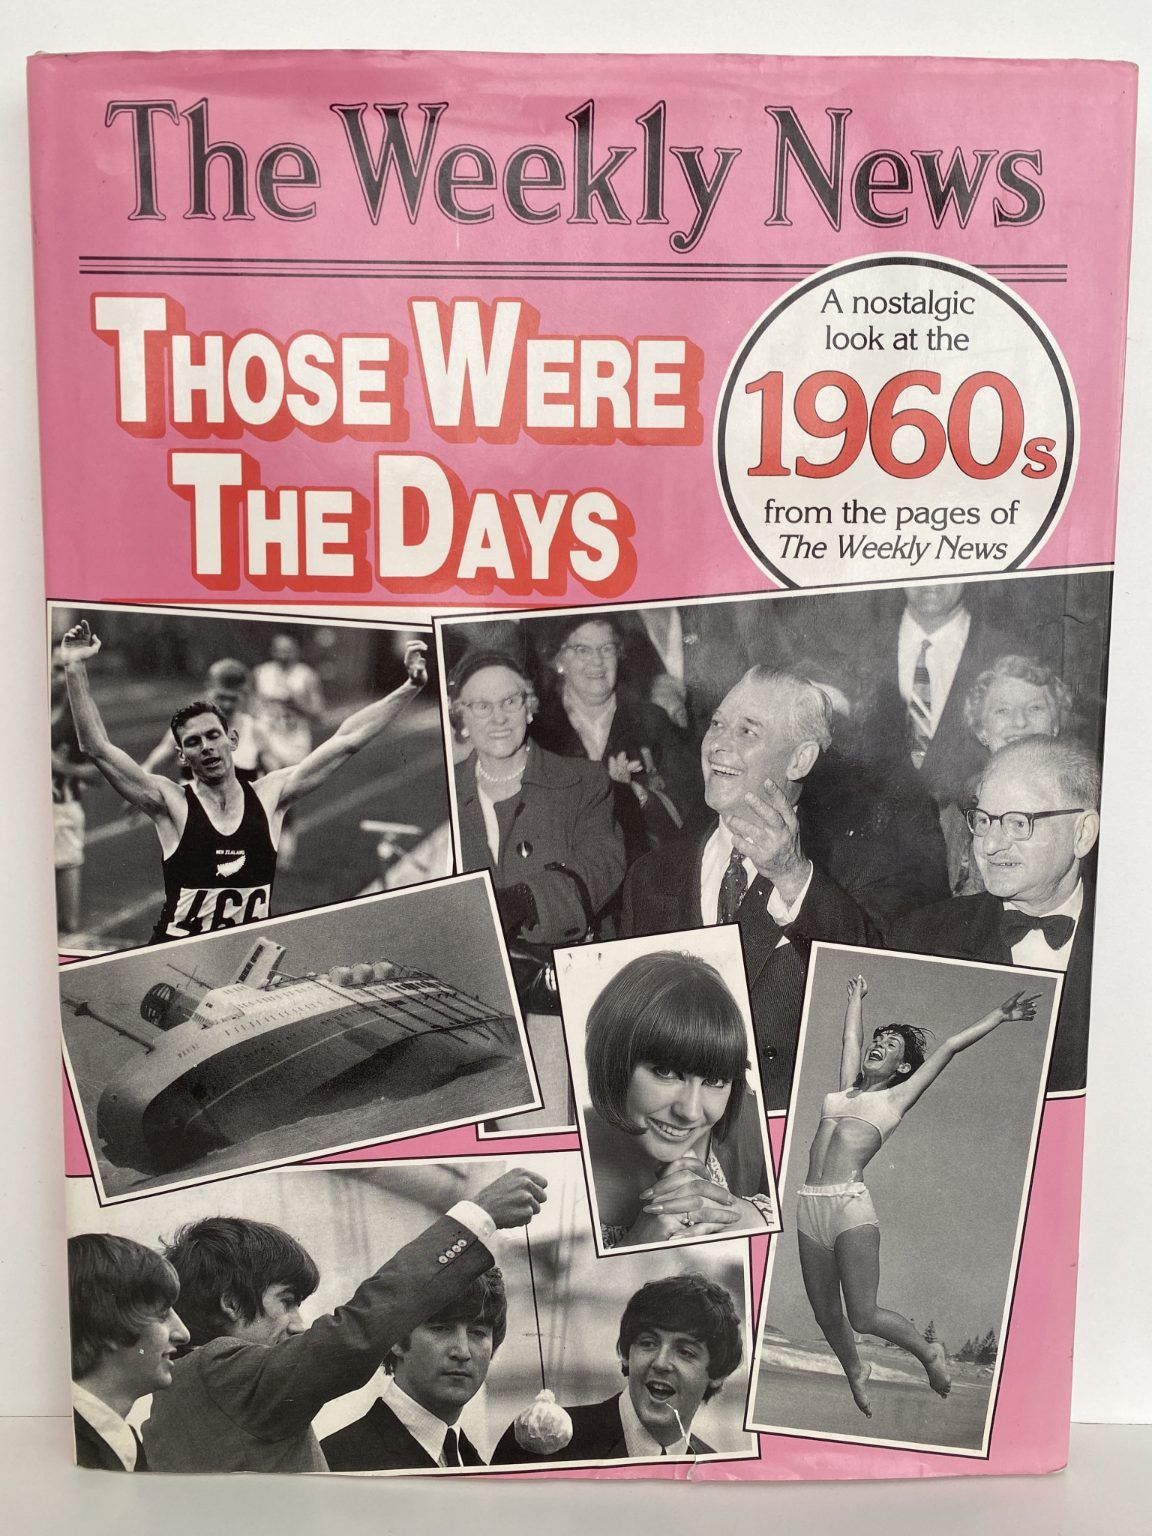 The Weekly News
THOSE WERE
THE DAYS
A nostalgic
look at the
1960s
from the pages of
The Weekly News
NEW ZEALAND
466